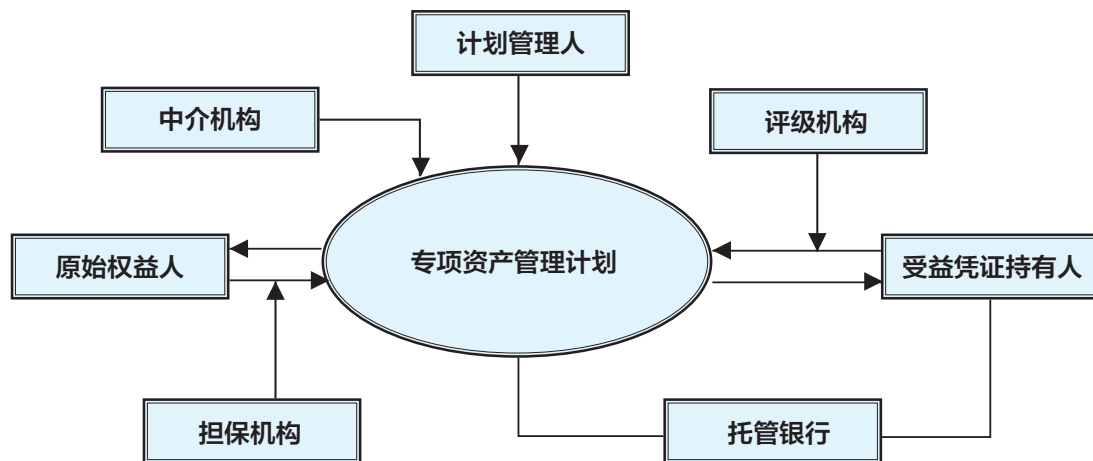 计划管理人
中介机构
评级机构
原始权益人
专项资产管理计划
受益凭证持有人
担保机构
托管银行